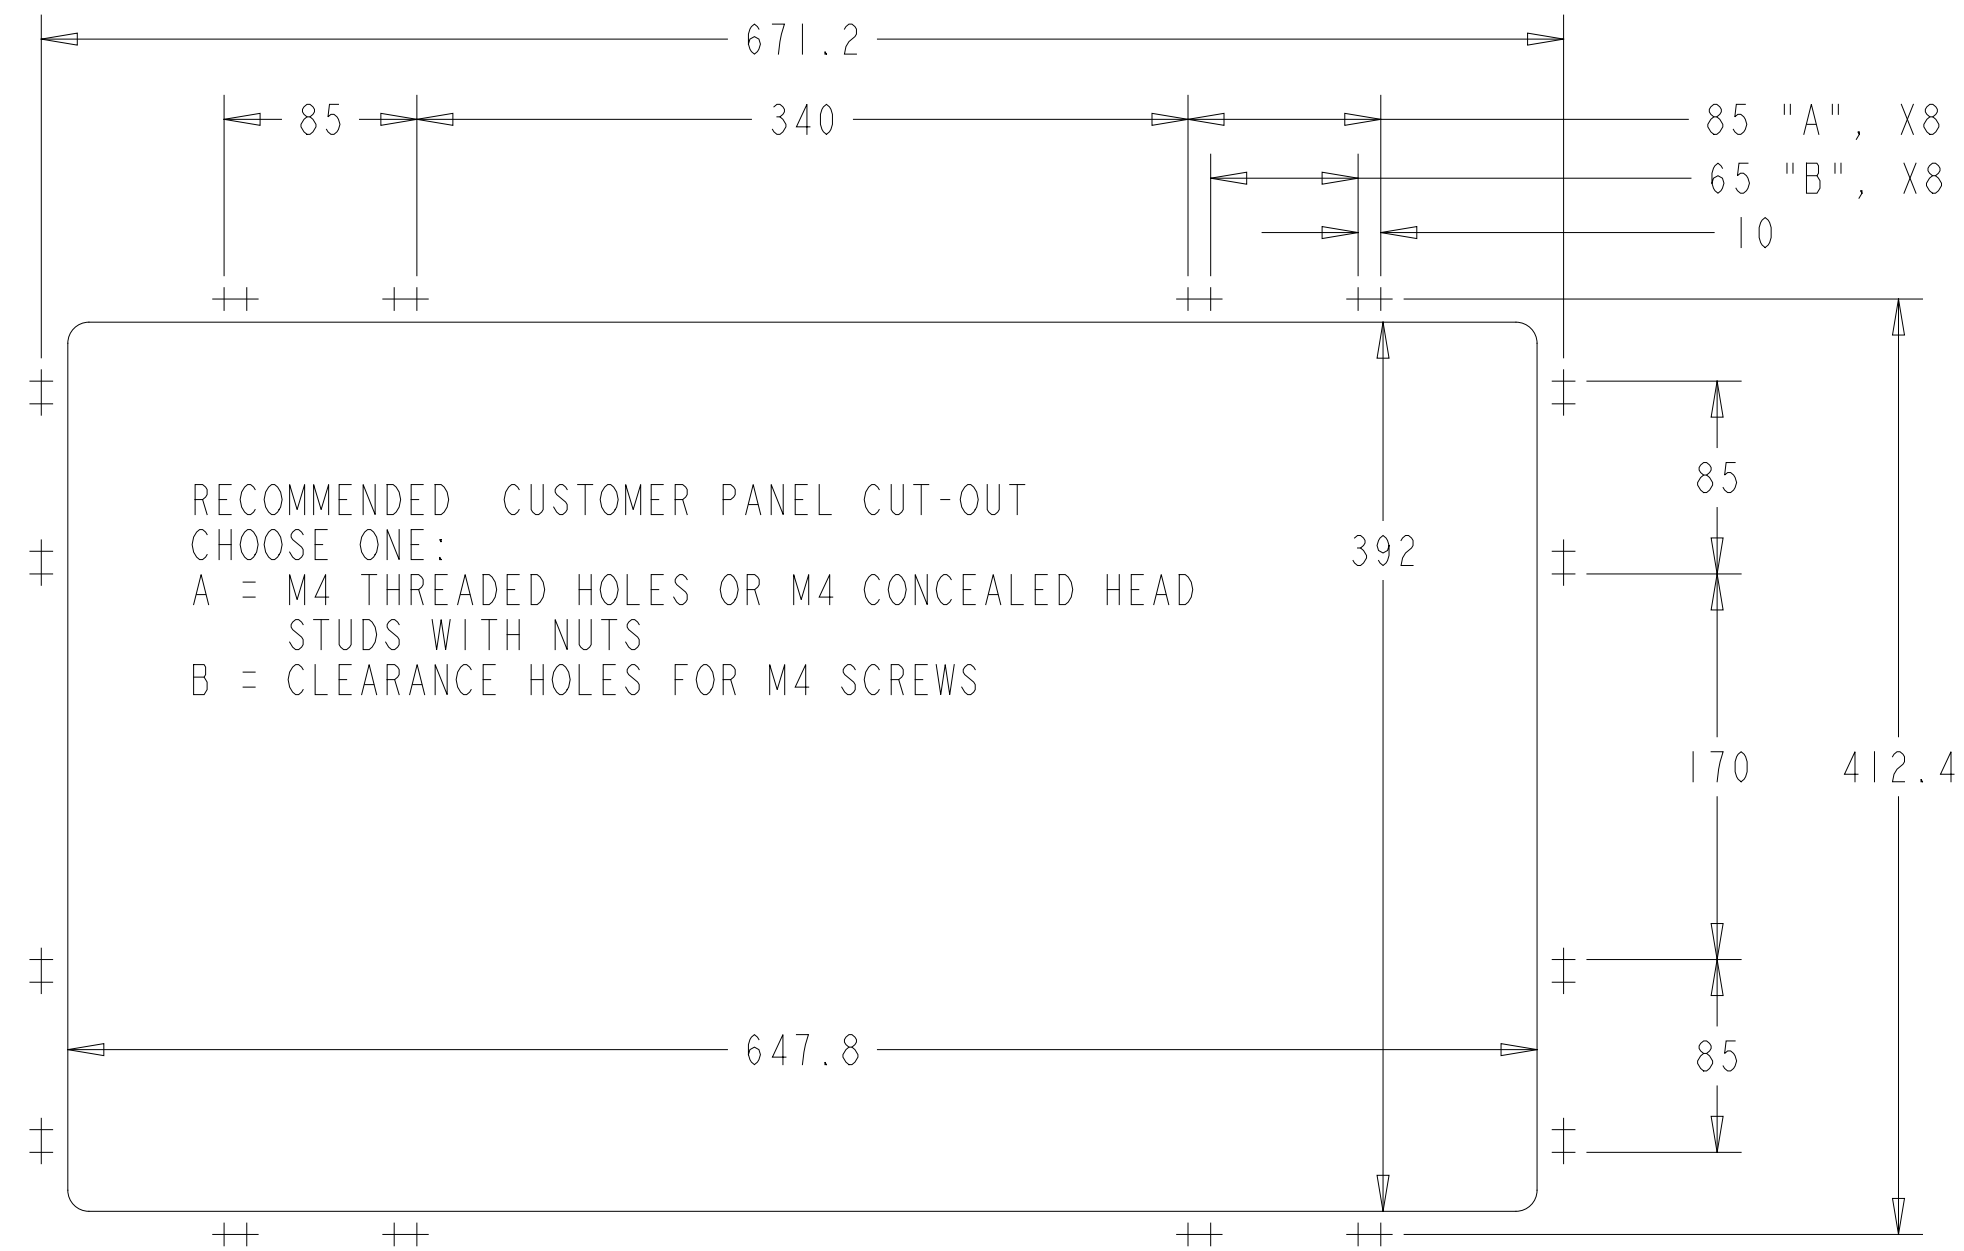 671.2
85 340 85 "A", X8
65 "B", X8
10
85
RECOMMENDED CUSTOMER PANEL CUT-OUT
CHOOSE ONE:
392
A = M4 THREADED HOLES OR M4 CONCEALED HEAD
STUDS WITH NUTS
B = CLEARANCE HOLES FOR M4 SCREWS
170 412.4
647.8
85